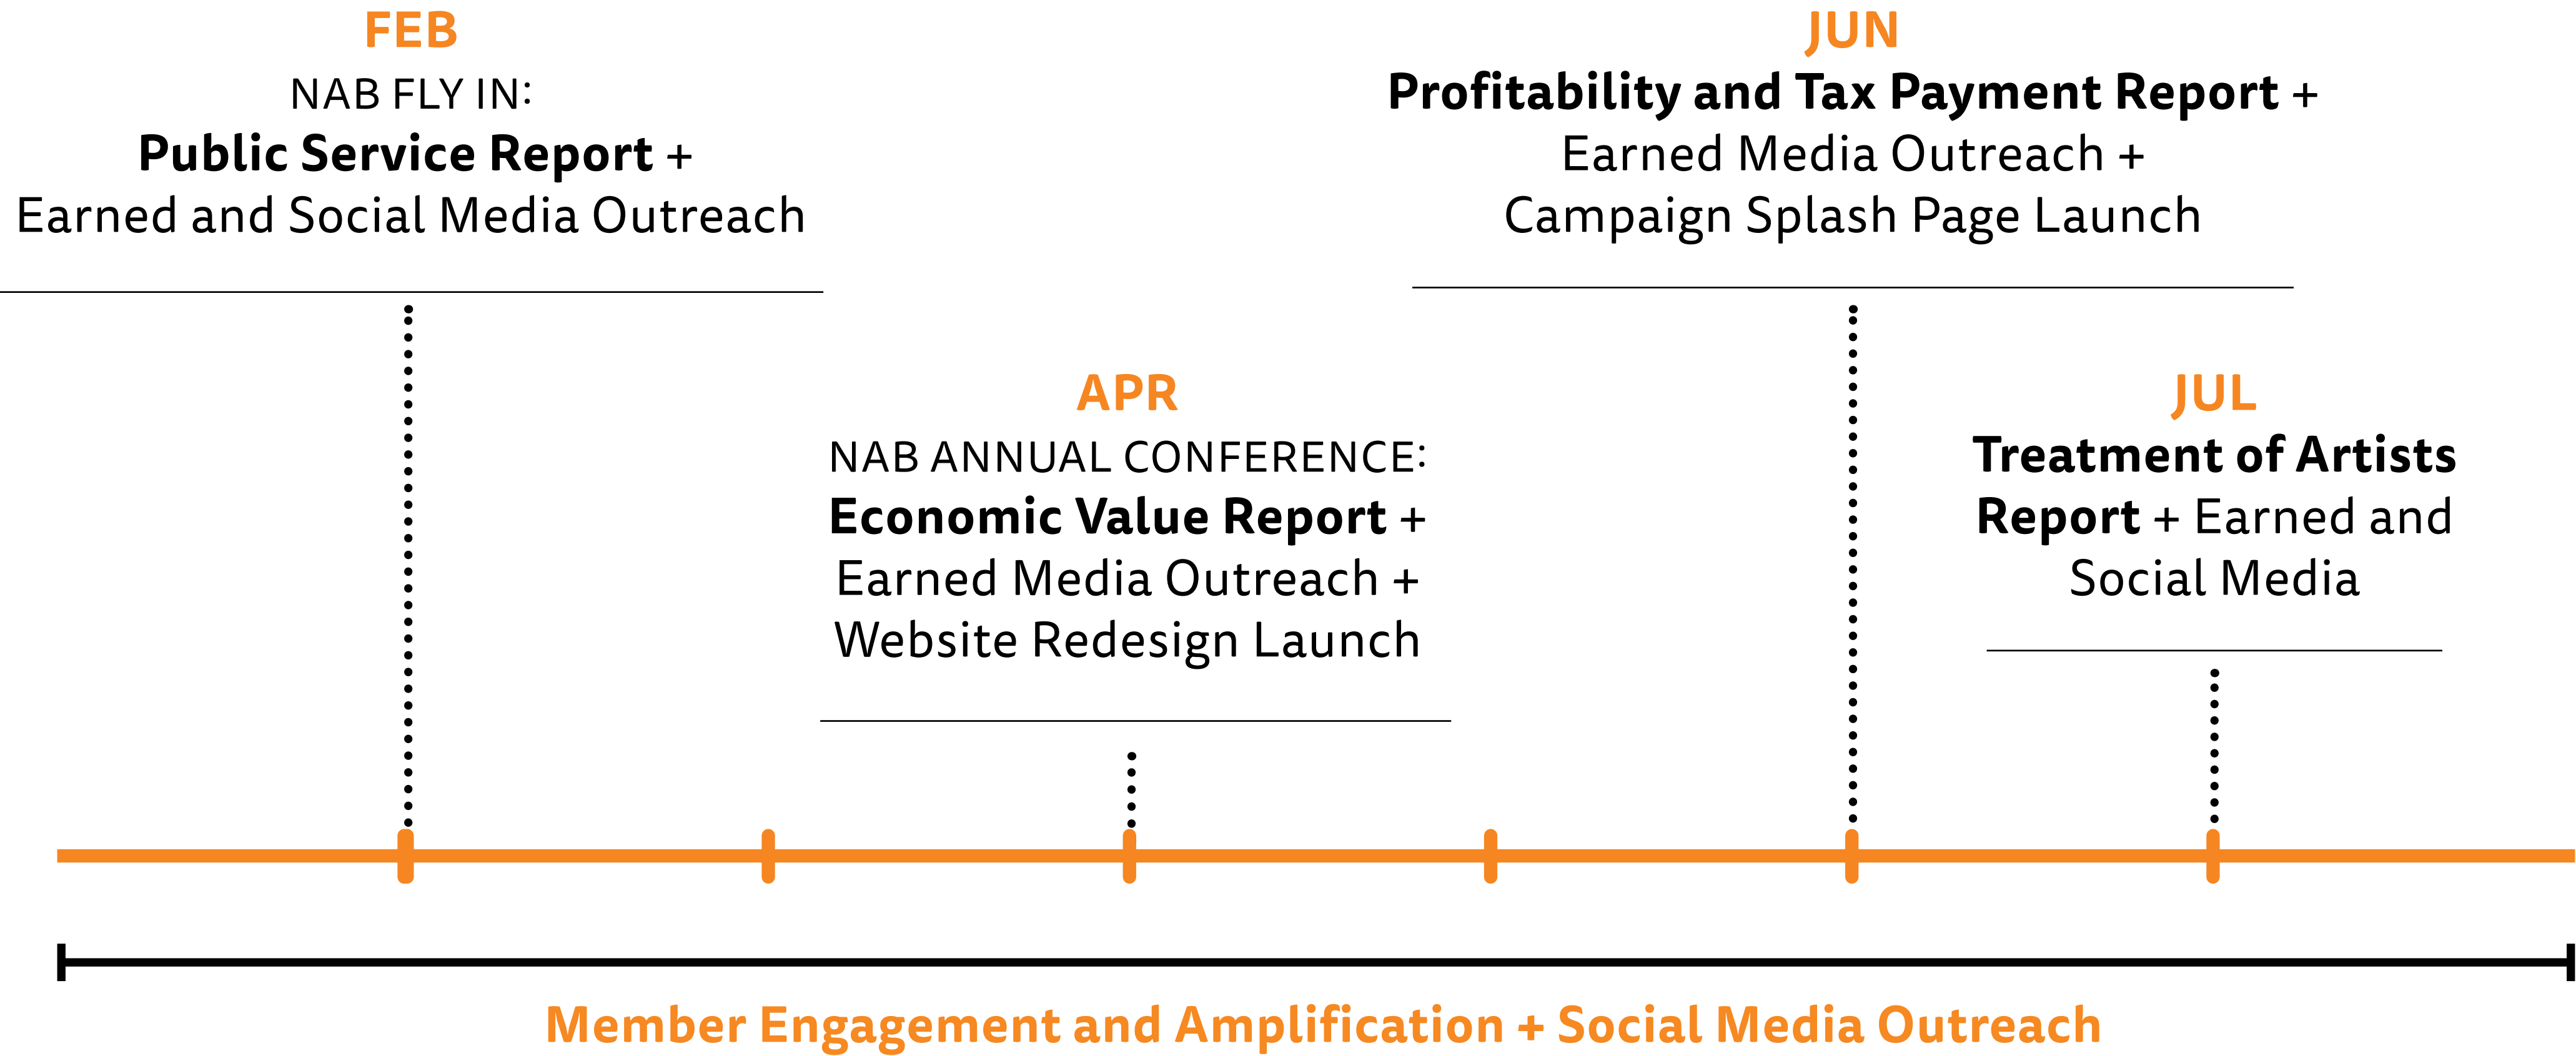 FEB
NAB FLY IN:
Public Service Report +
Earned and Social Media Outreach
APR
NAB ANNUAL CONFERENCE:
Economic Value Report +
Earned Media Outreach +
Website Redesign Launch
JUN
Profitability and Tax Payment Report +
Earned Media Outreach +
Campaign Splash Page Launch
JUL
Treatment of Artists
Report + Earned and
Social Media
Member Engagement and Amplification + Social Media Outreach